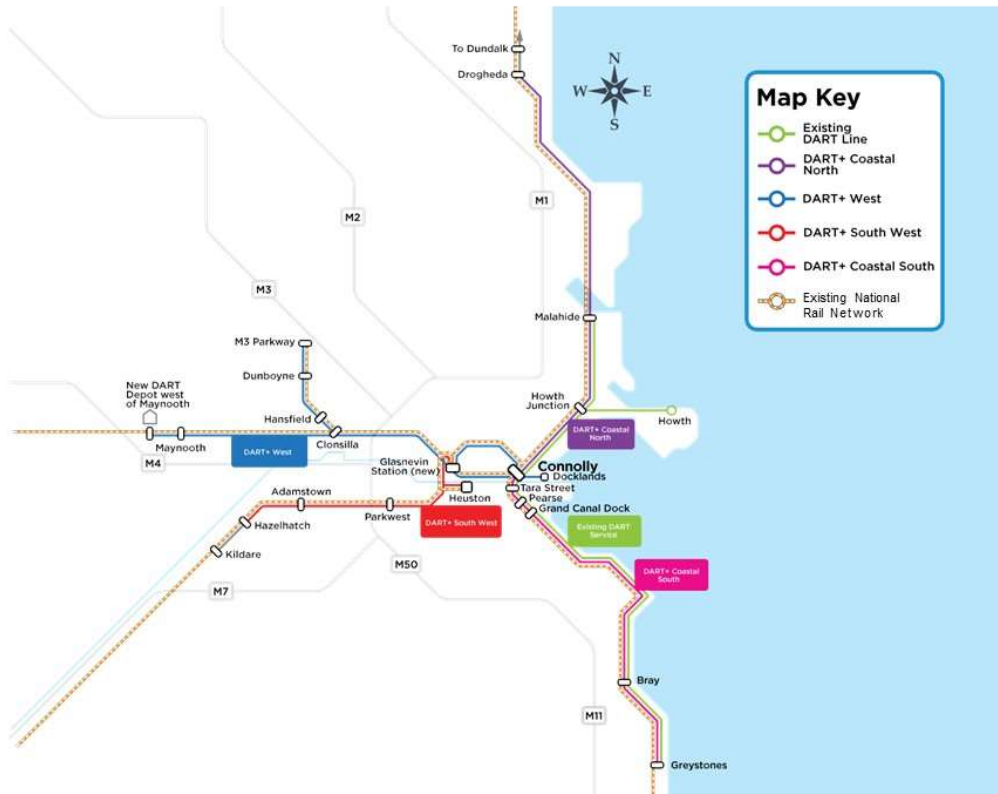 To Dundalk
Drogheda
N
W
E
S
Map Key
Existing
DART Line
DART+ Coastal
North
DART+ West
DART+ South West
DART+ Coastal South
Existing National
Rail Network
M1
M2
M3
Malahide
M3 Parkway
Dunboyne
New DART
Depot west
of Maynooth
Hansfield
Howth
Junction
Howth
DART+ Coastal
North
Maynooth
M4
DART+ West
Clonsilla
Glasnevin
Station (new)
Connolly
Docklands
Tara Street
Pearse
Grand Canal Dock
Heuston
Adamstown
Parkwest
DART+ South West
Existing DART
Service
Hazelhatch
Kildare
M50
M7
DART+ Coastal
South
Bray
M11
Greystones